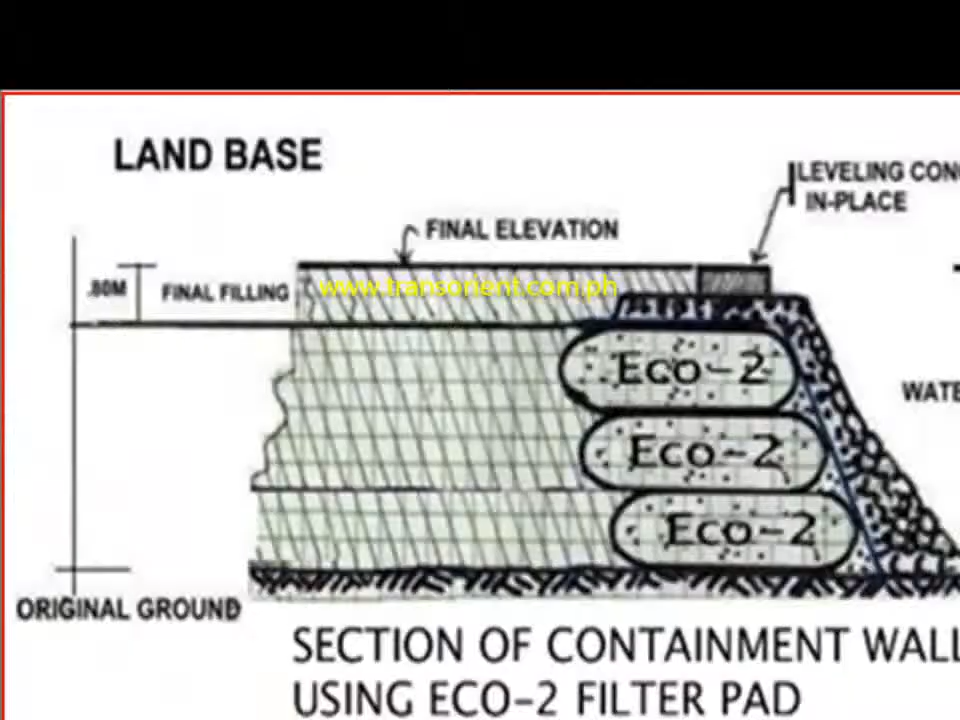 LAND BASE
LEVELING CONC
IN-PLACE
FINAL ELEVATION
.80M
FINAL FILLING
www.transorient.com.ph
Eco-2
WATE
Eco-2
Eco-2
ORIGINAL GROUND
SECTION OF CONTAINMENT WALL
USING ECO-2 FILTER PAD